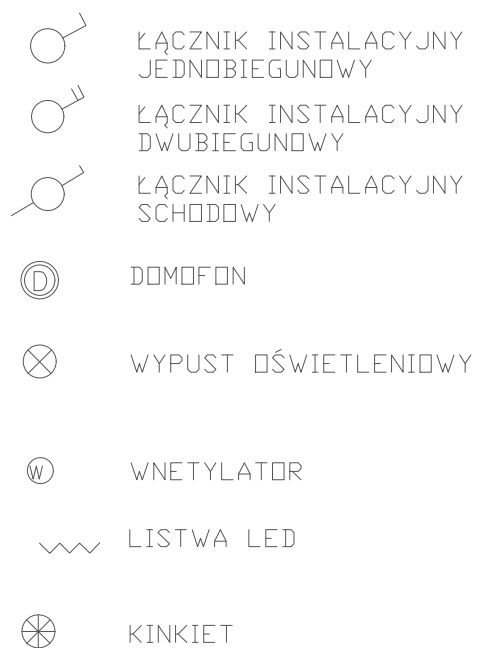 ŁĄCZNIK INSTALACYJNY
JEDNOBIEGUNOWY
ŁĄCZNIK INSTALACYJNY
DWUBIEGUNOWY
ŁĄCZNIK INSTALACYJNY
SCHODOWY
D DOMOFON
WYPUST OŚWIETLENIOWY
W WNETYLATOR
LISTWA LED
KINKIET